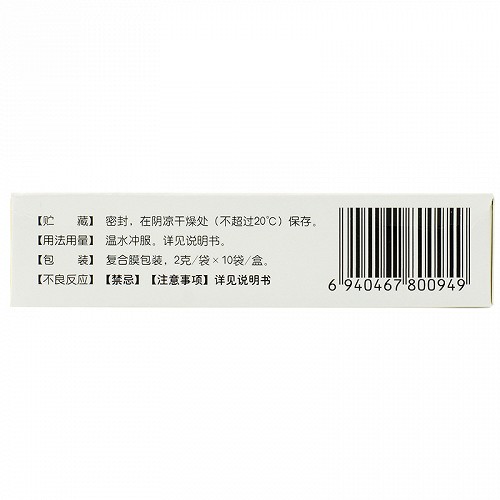 【贮　　藏】 密封，在阴凉干燥处（不超过20℃）保存。
【用法用量】 温水冲服。详见说明书。
【包　　装】 复合膜包装，2克/袋×10袋/盒。
【不良反应】【禁忌】【注意事项】详见说明书
6 940467 800949